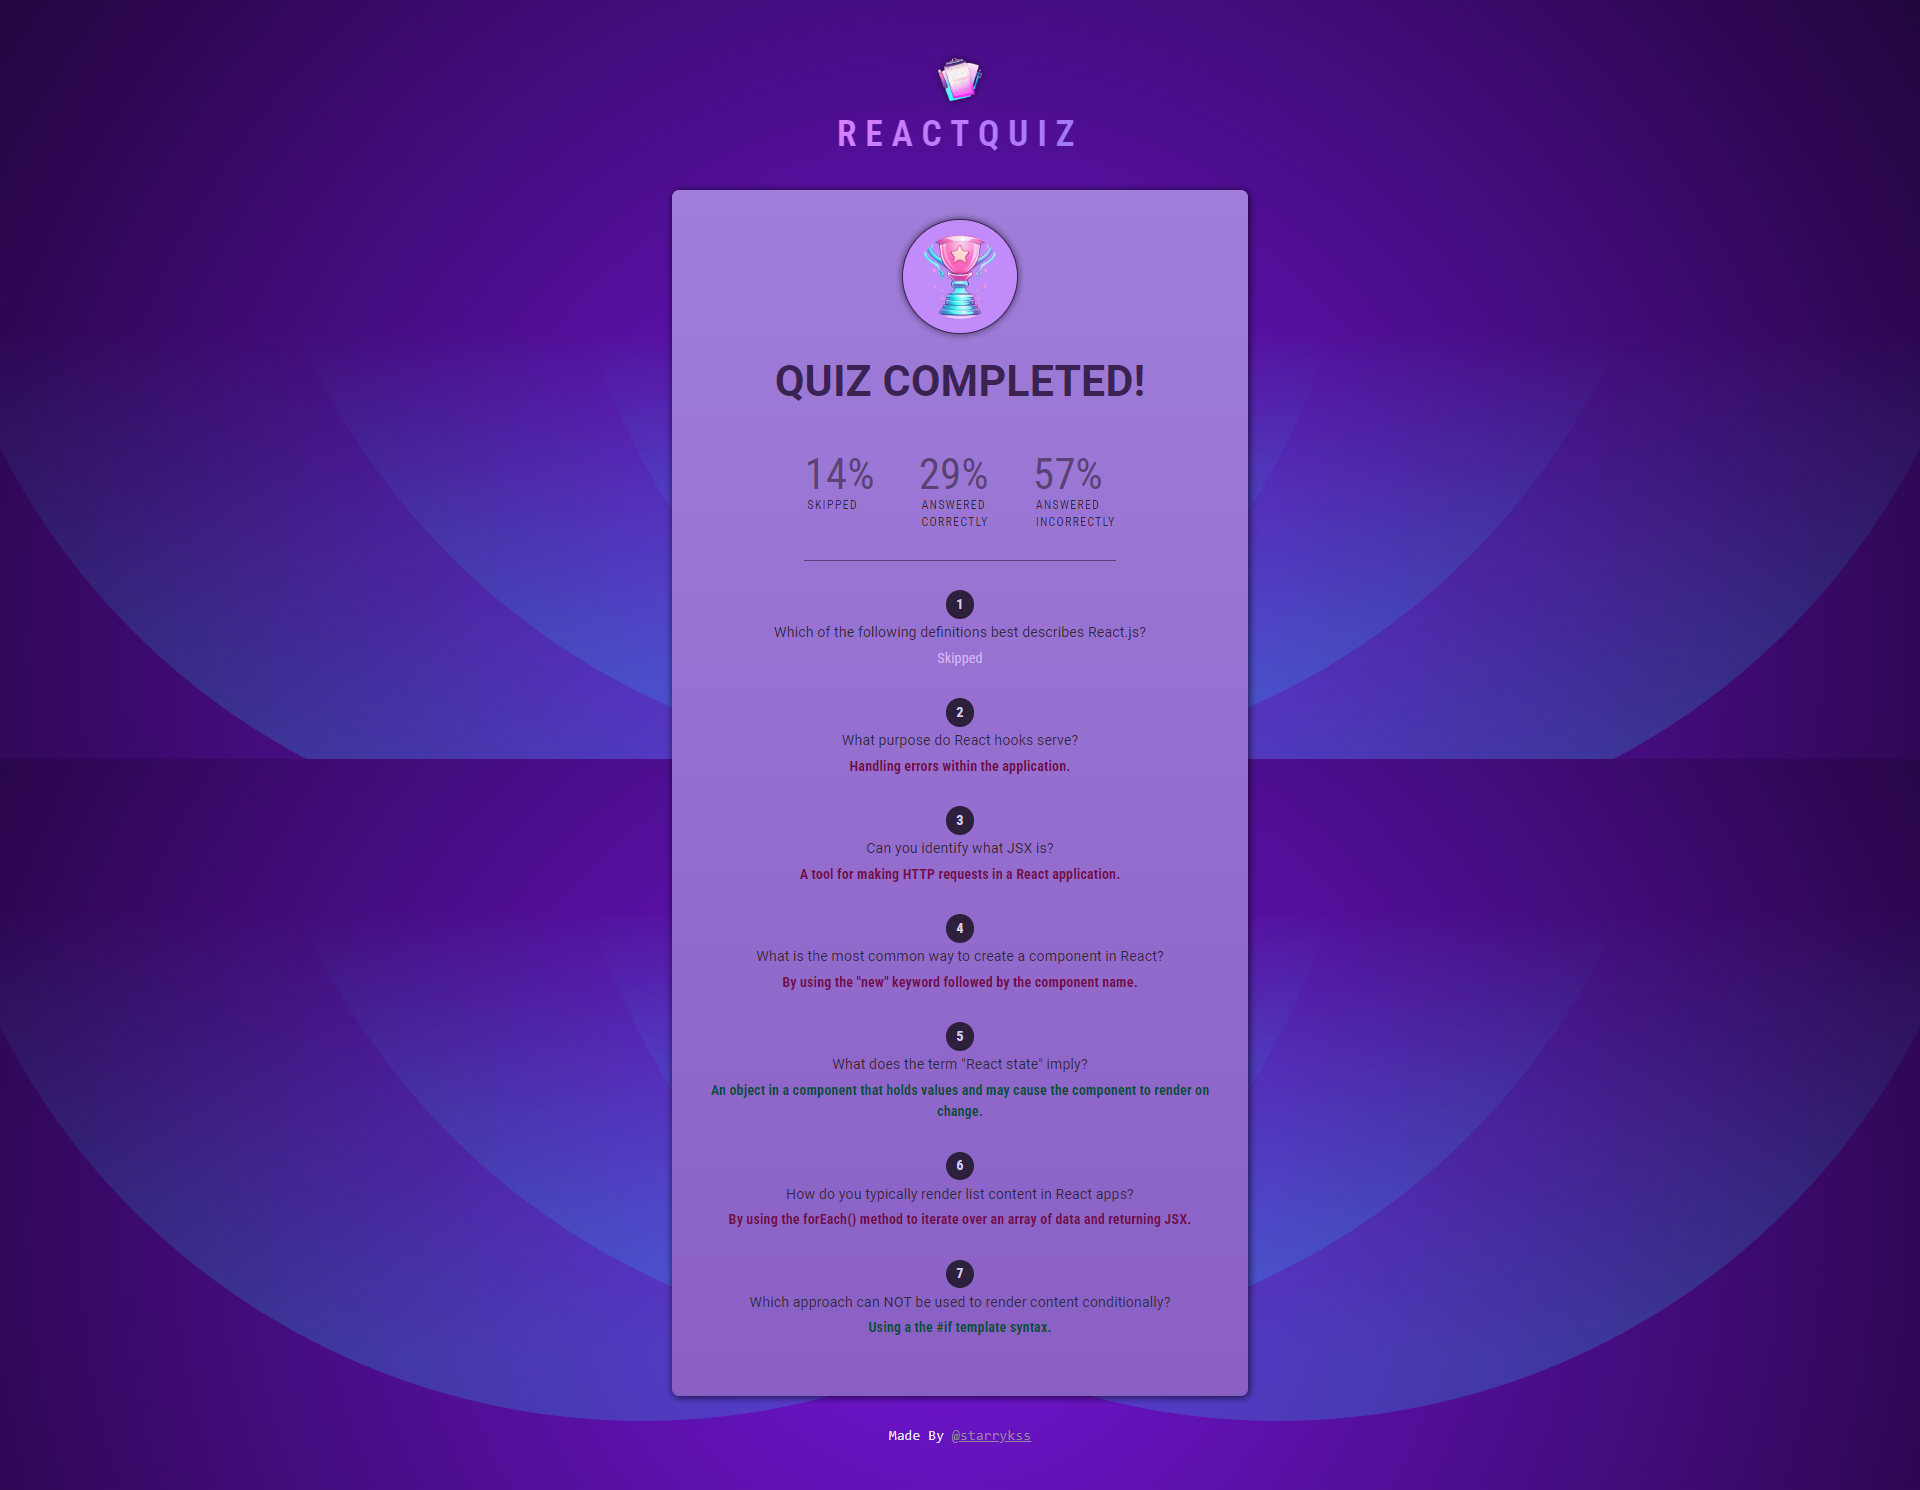 REACTQUIZ
QUIZ COMPLETED!
14% 29% 57%
SKIPPED ANSWERED ANSWERED
CORRECTLY INCORRECTLY
1
Which of the following definitions best describes React.js?
Skipped
2
What purpose do React hooks serve?
Handling errors within the application.
3
Can you identify what JSX is?
A tool for making HTTP requests in a React application.
4
What is the most common way to create a component in React?
By using the "new" keyword followed by the component name.
5
What does the term "React state" imply?
An object in a component that holds values and may cause the component to render on
change.
6
How do you typically render list content in React apps?
By using the forEach() method to iterate over an array of data and returning JSX.
7
Which approach can NOT be used to render content conditionally?
Using a the #if template syntax.
Made By @starrykss